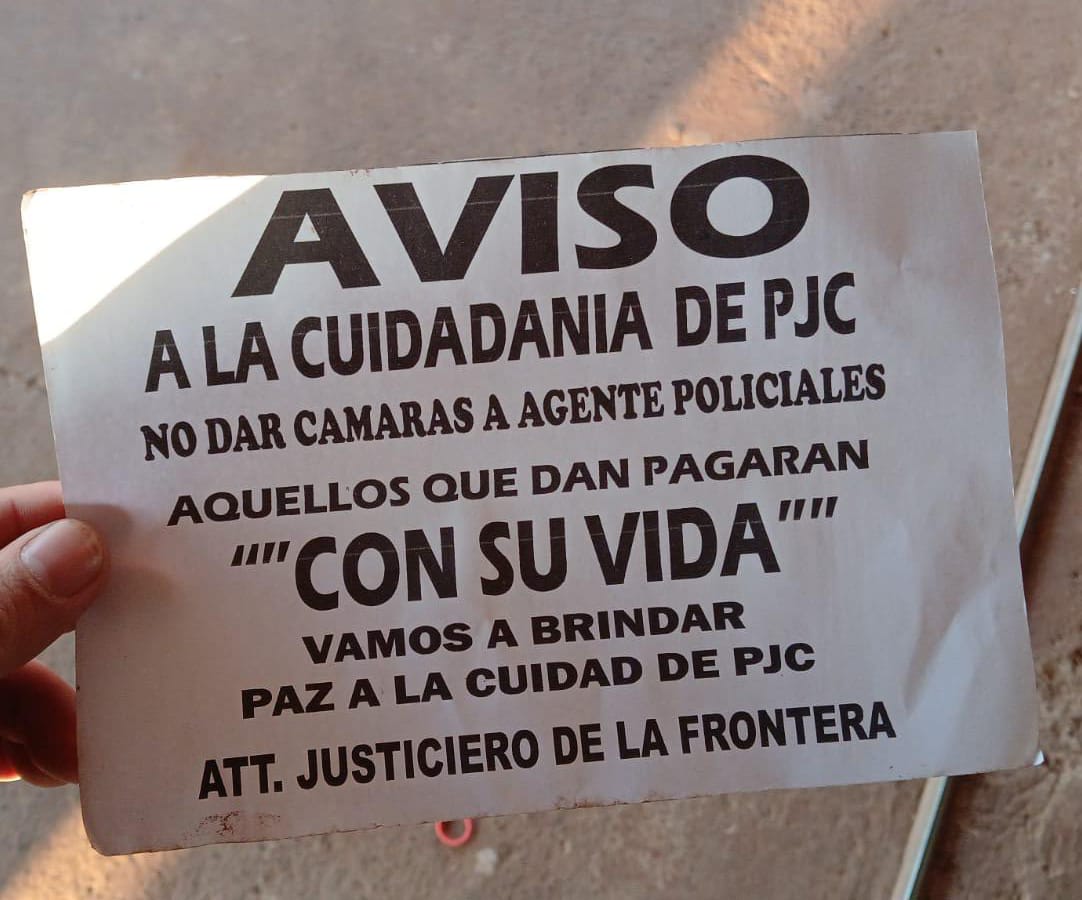 AVISO
A LA CUIDADANIA DE PJC
NO DAR CAMARAS A AGENTE POLICIALES
AQUELLOS QUE DAN PAGARAN
""" CON SU VIDA """
VAMOS A BRINDAR
PAZ A LA CUIDAD DE PJC
ATT. JUSTICIERO DE LA FRONTERA